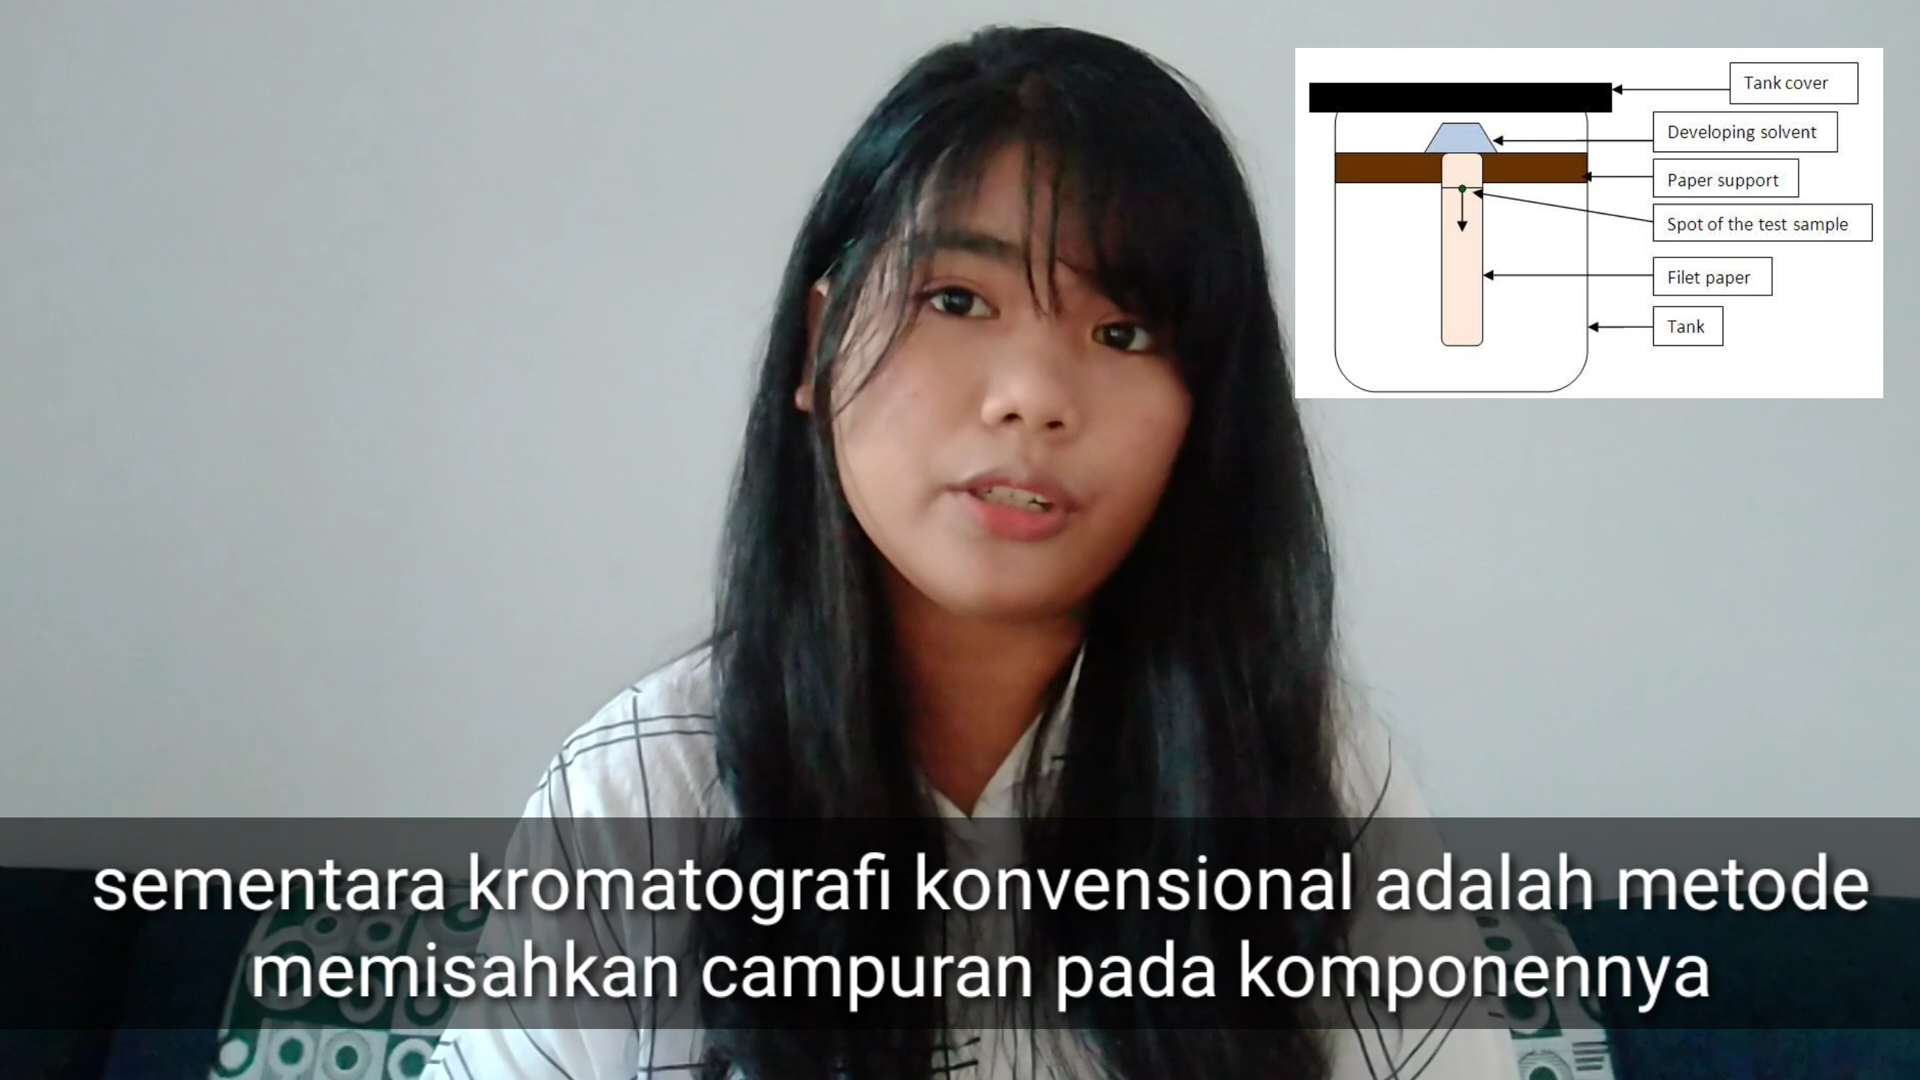 Tank cover
Developing solvent
Paper support
Spot of the test sample
Filet paper
Tank
sementara kromatografi konvensional adalah metode
memisahkan campuran pada komponennya